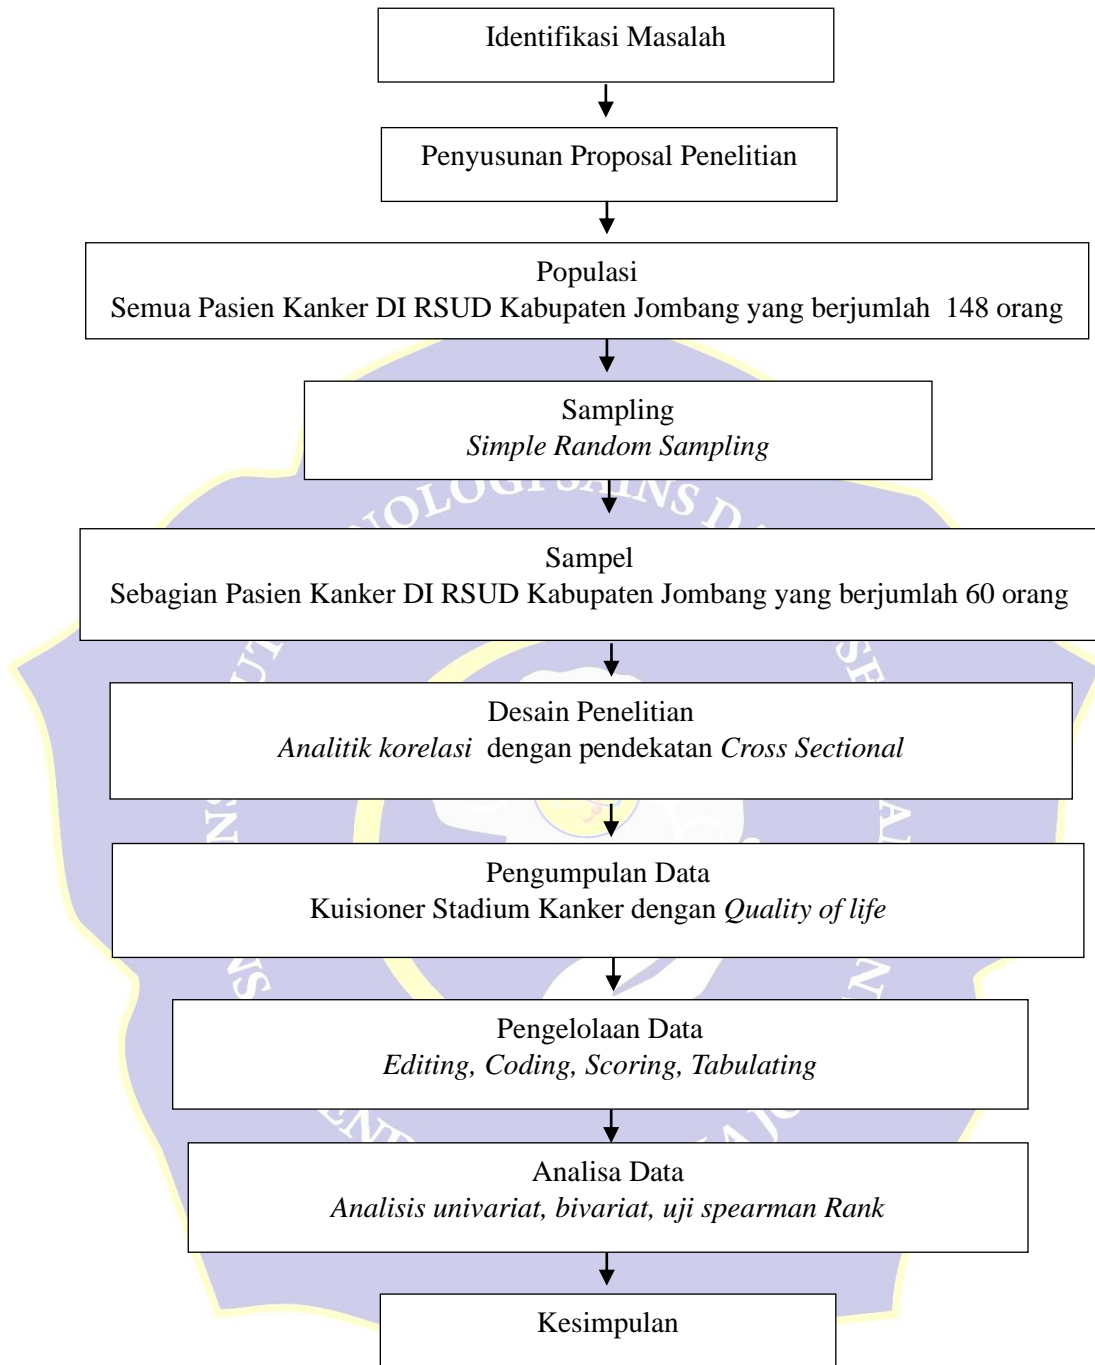 Identifikasi Masalah
Penyusunan Proposal Penelitian
Populasi
Semua Pasien Kanker DI RSUD Kabupaten Jombang yang berjumlah 148 orang
Sampling
Simple Random Sampling
NOLOGI SAINS DA
Sampel
Sebagian Pasien Kanker DI RSUD Kabupaten Jombang yang berjumlah 60 orang
Desain Penelitian
Analitik korelasi dengan pendekatan Cross Sectional
Pengumpulan Data
Kuisioner Stadium Kanker dengan Quality of life
Pengelolaan Data
Editing, Coding, Scoring, Tabulating
Analisa Data
Analisis univariat, bivariat, uji spearman Rank
Kesimpulan